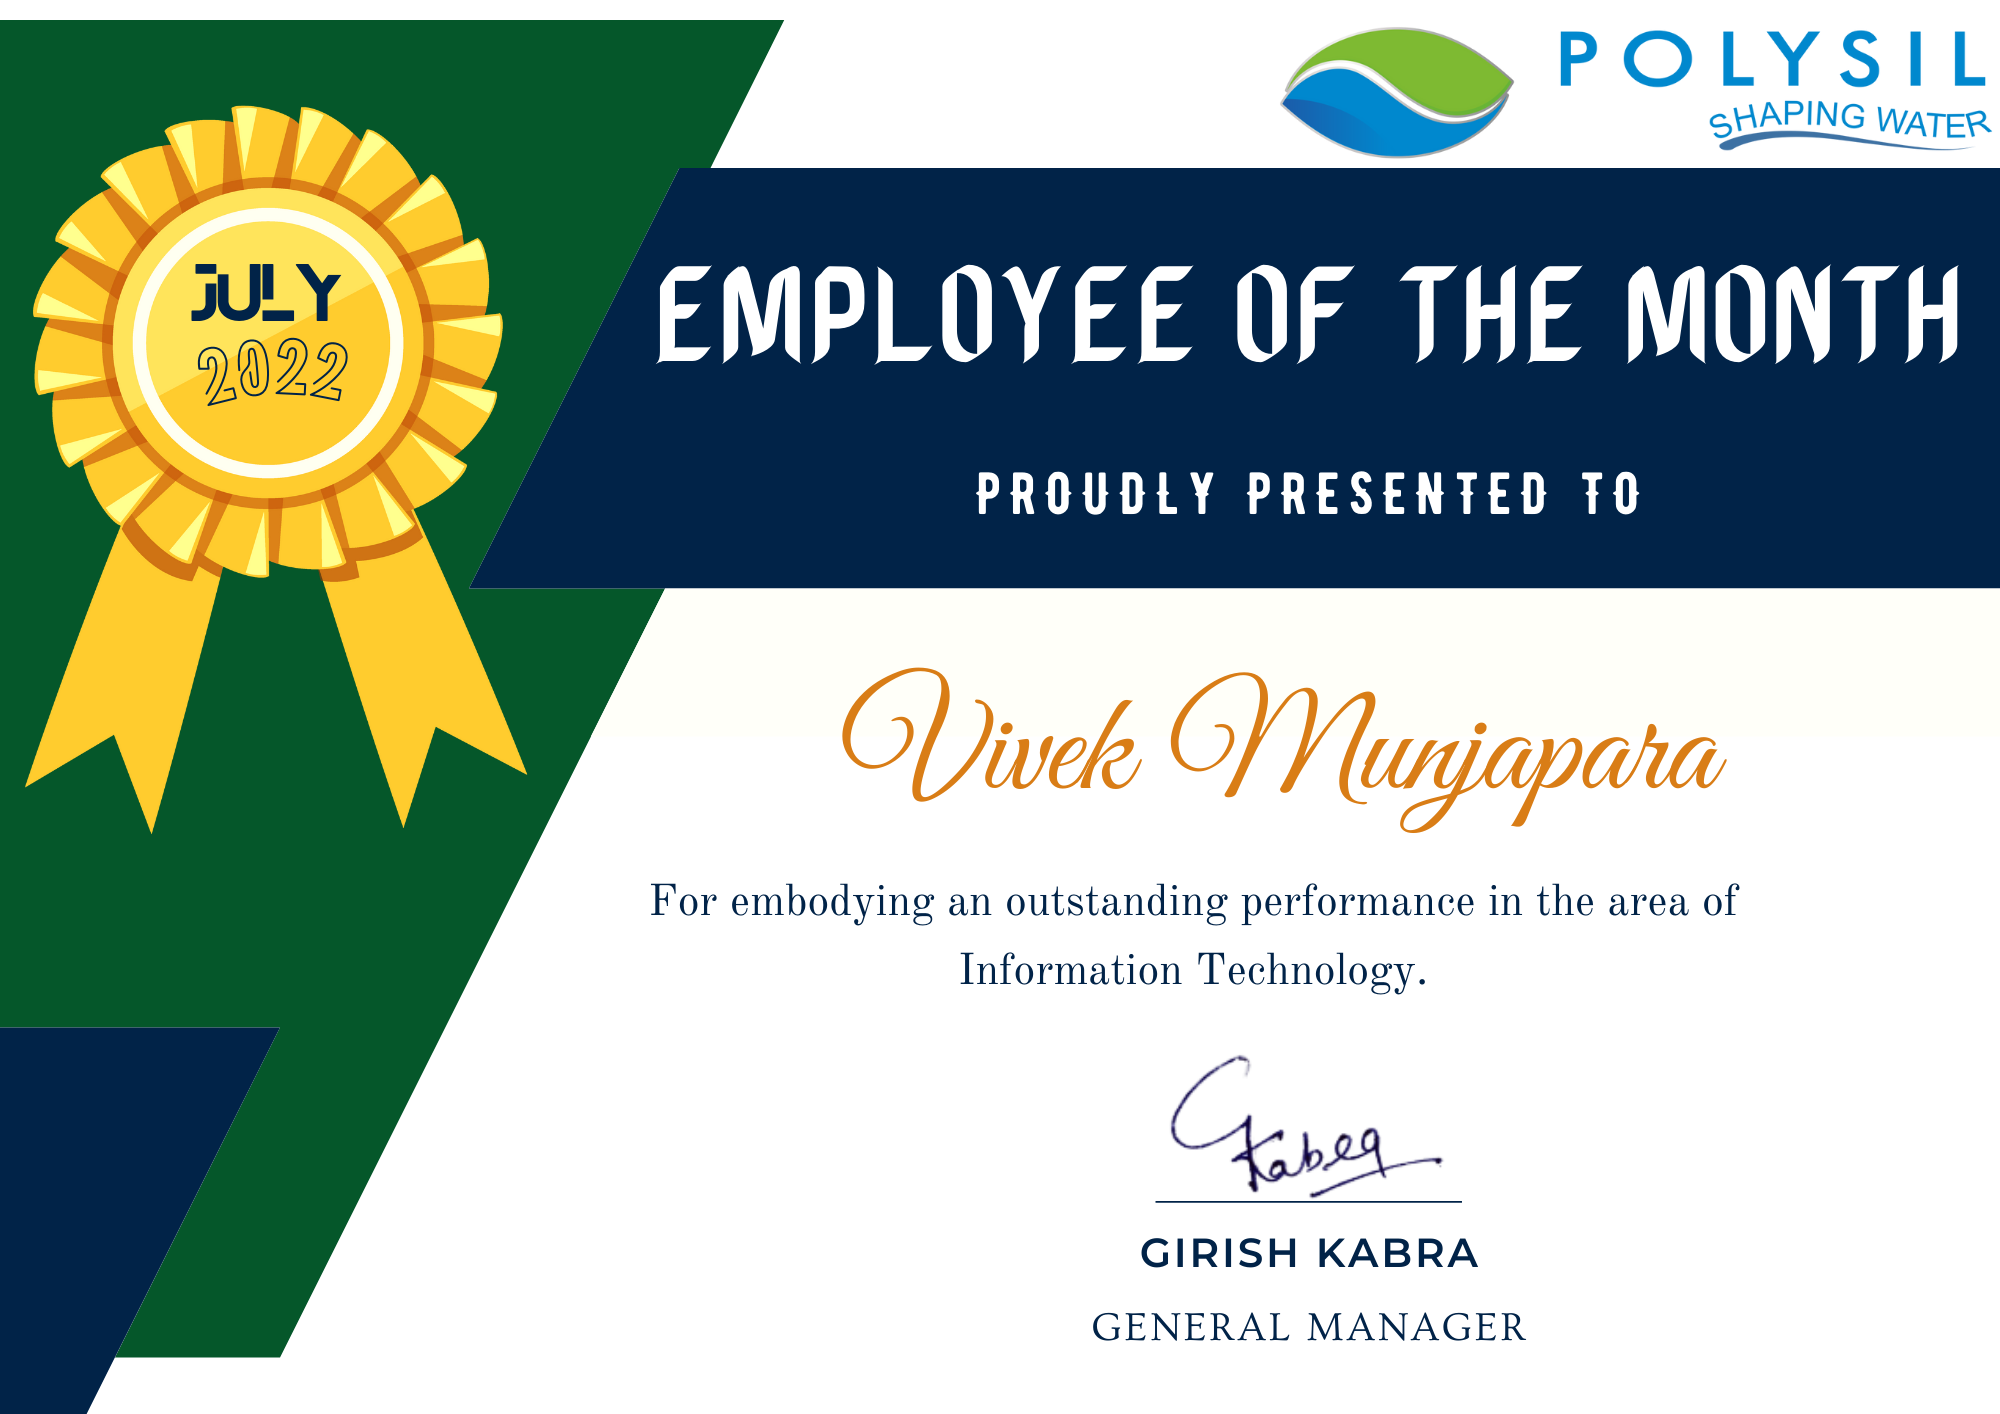 POLYSIL
SHAPING WATER
JULY
2022
EMPLOYEE OF THE MONTH
PROUDLY PRESENTED TO
Vivek Munjapara
For embodying an outstanding performance in the area of
Information Technology.
GKabra
GIRISH KABRA
GENERAL MANAGER